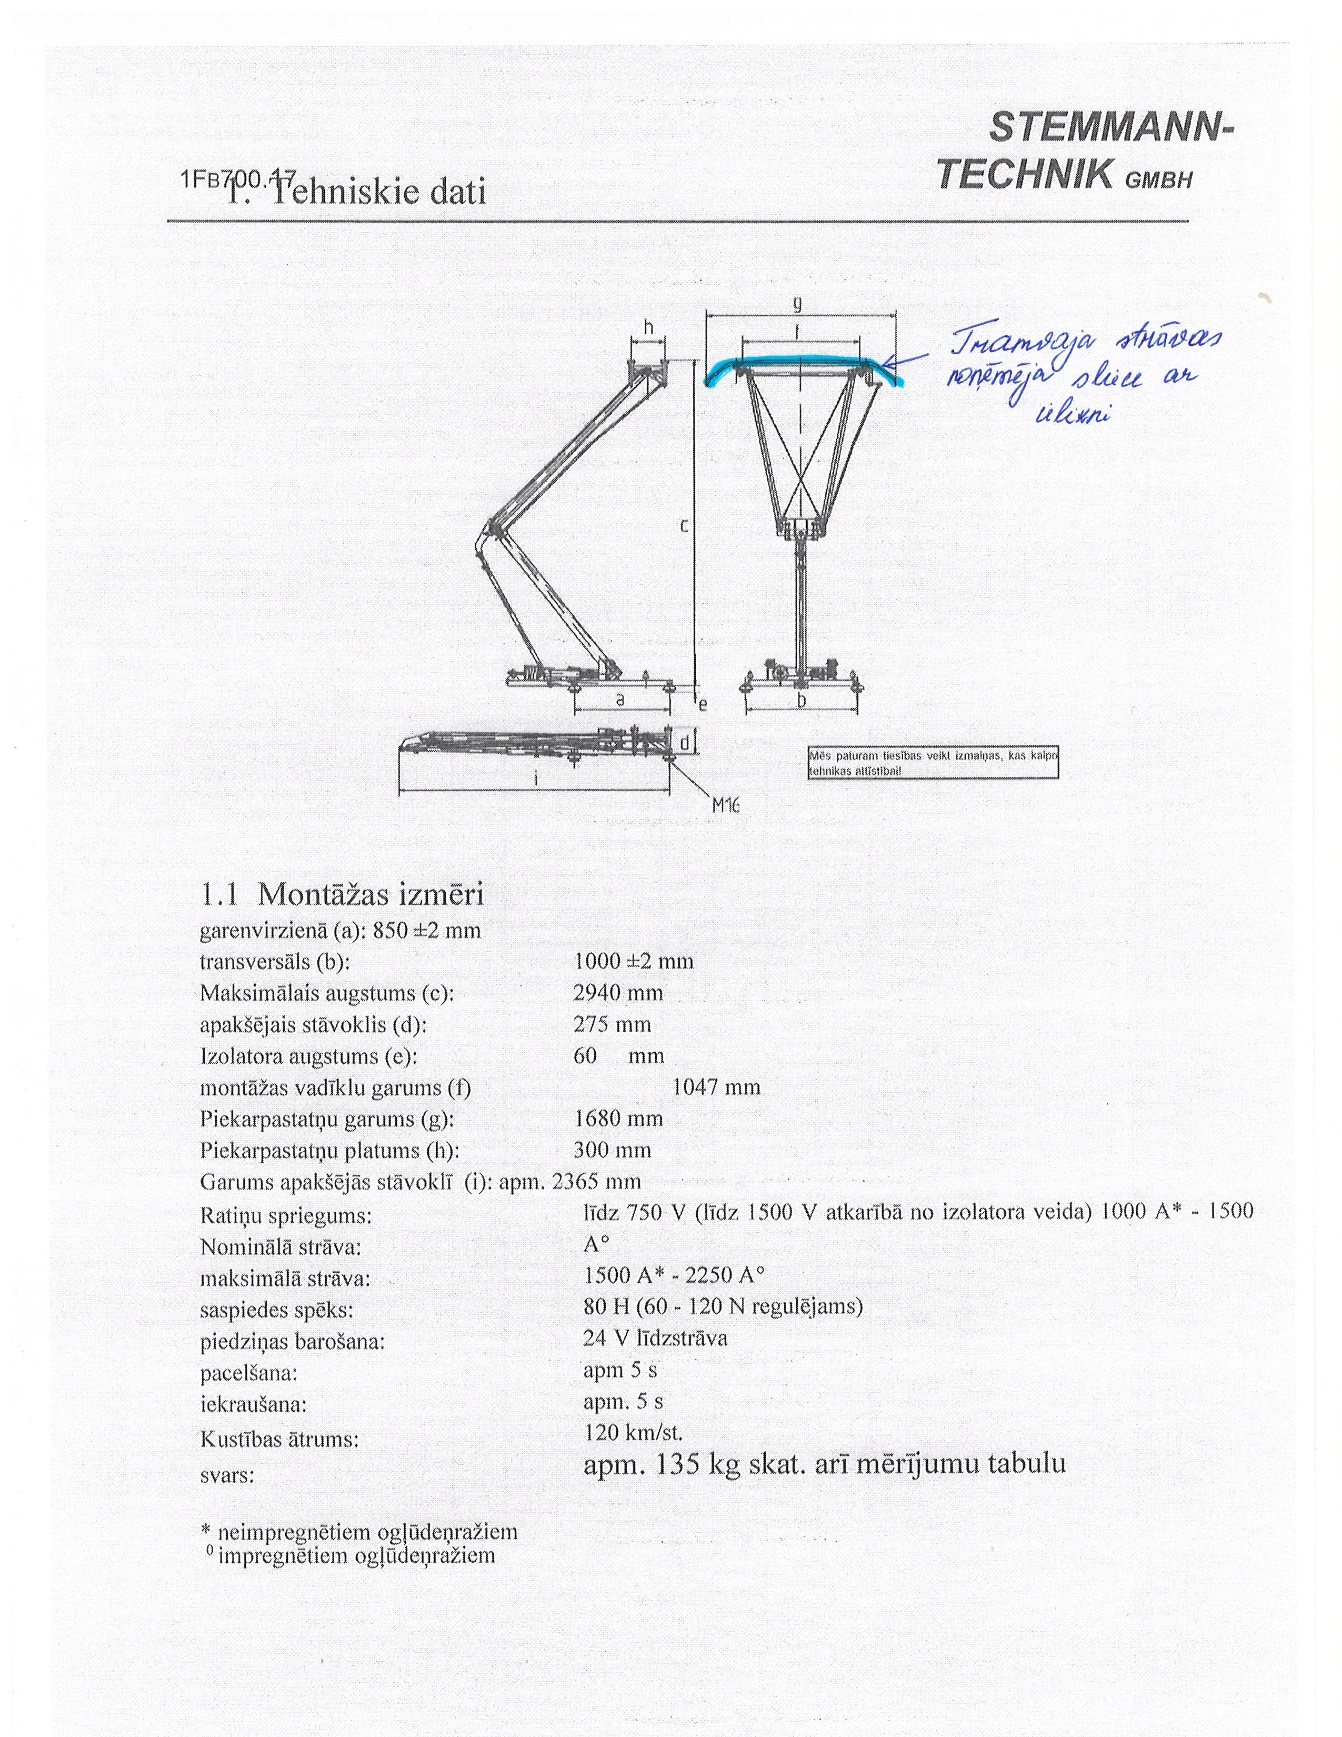 STEMMANN-
TECHNIK GMBH
1FB700.17
1. Tehniskie dati
g
h
f
Tramvaja strāvas
noņēmēja sliece ar
ieliktni
c
a
e
b
d
i
M16
Mēs paturam tiesības veikt izmaiņas, kas kalpo
tehnikas attīstībai!
1.1 Montāžas izmēri
garenvirzienā (a): 850 ±2 mm
transversāls (b): 1000 ±2 mm
Maksimālais augstums (c): 2940 mm
apakšējais stāvoklis (d): 275 mm
Izolatora augstums (e): 60 mm
montāžas vadīklu garums (f) 1047 mm
Piekarpastatņu garums (g): 1680 mm
Piekarpastatņu platums (h): 300 mm
Garums apakšējās stāvoklī (i): apm. 2365 mm
Ratiņu spriegums: līdz 750 V (līdz 1500 V atkarībā no izolatora veida) 1000 A* - 1500
Nominālā strāva: A°
maksimālā strāva: 1500 A* - 2250 A°
saspiedes spēks: 80 H (60 - 120 N regulējams)
piedziņas barošana: 24 V līdzstrāva
pacelšana: apm 5 s
iekraušana: apm. 5 s
Kustības ātrums: 120 km/st.
svars: apm. 135 kg skat. arī mērījumu tabulu
* neimpregnētiem ogļūdeņražiem
⁰ impregnētiem ogļūdeņražiem